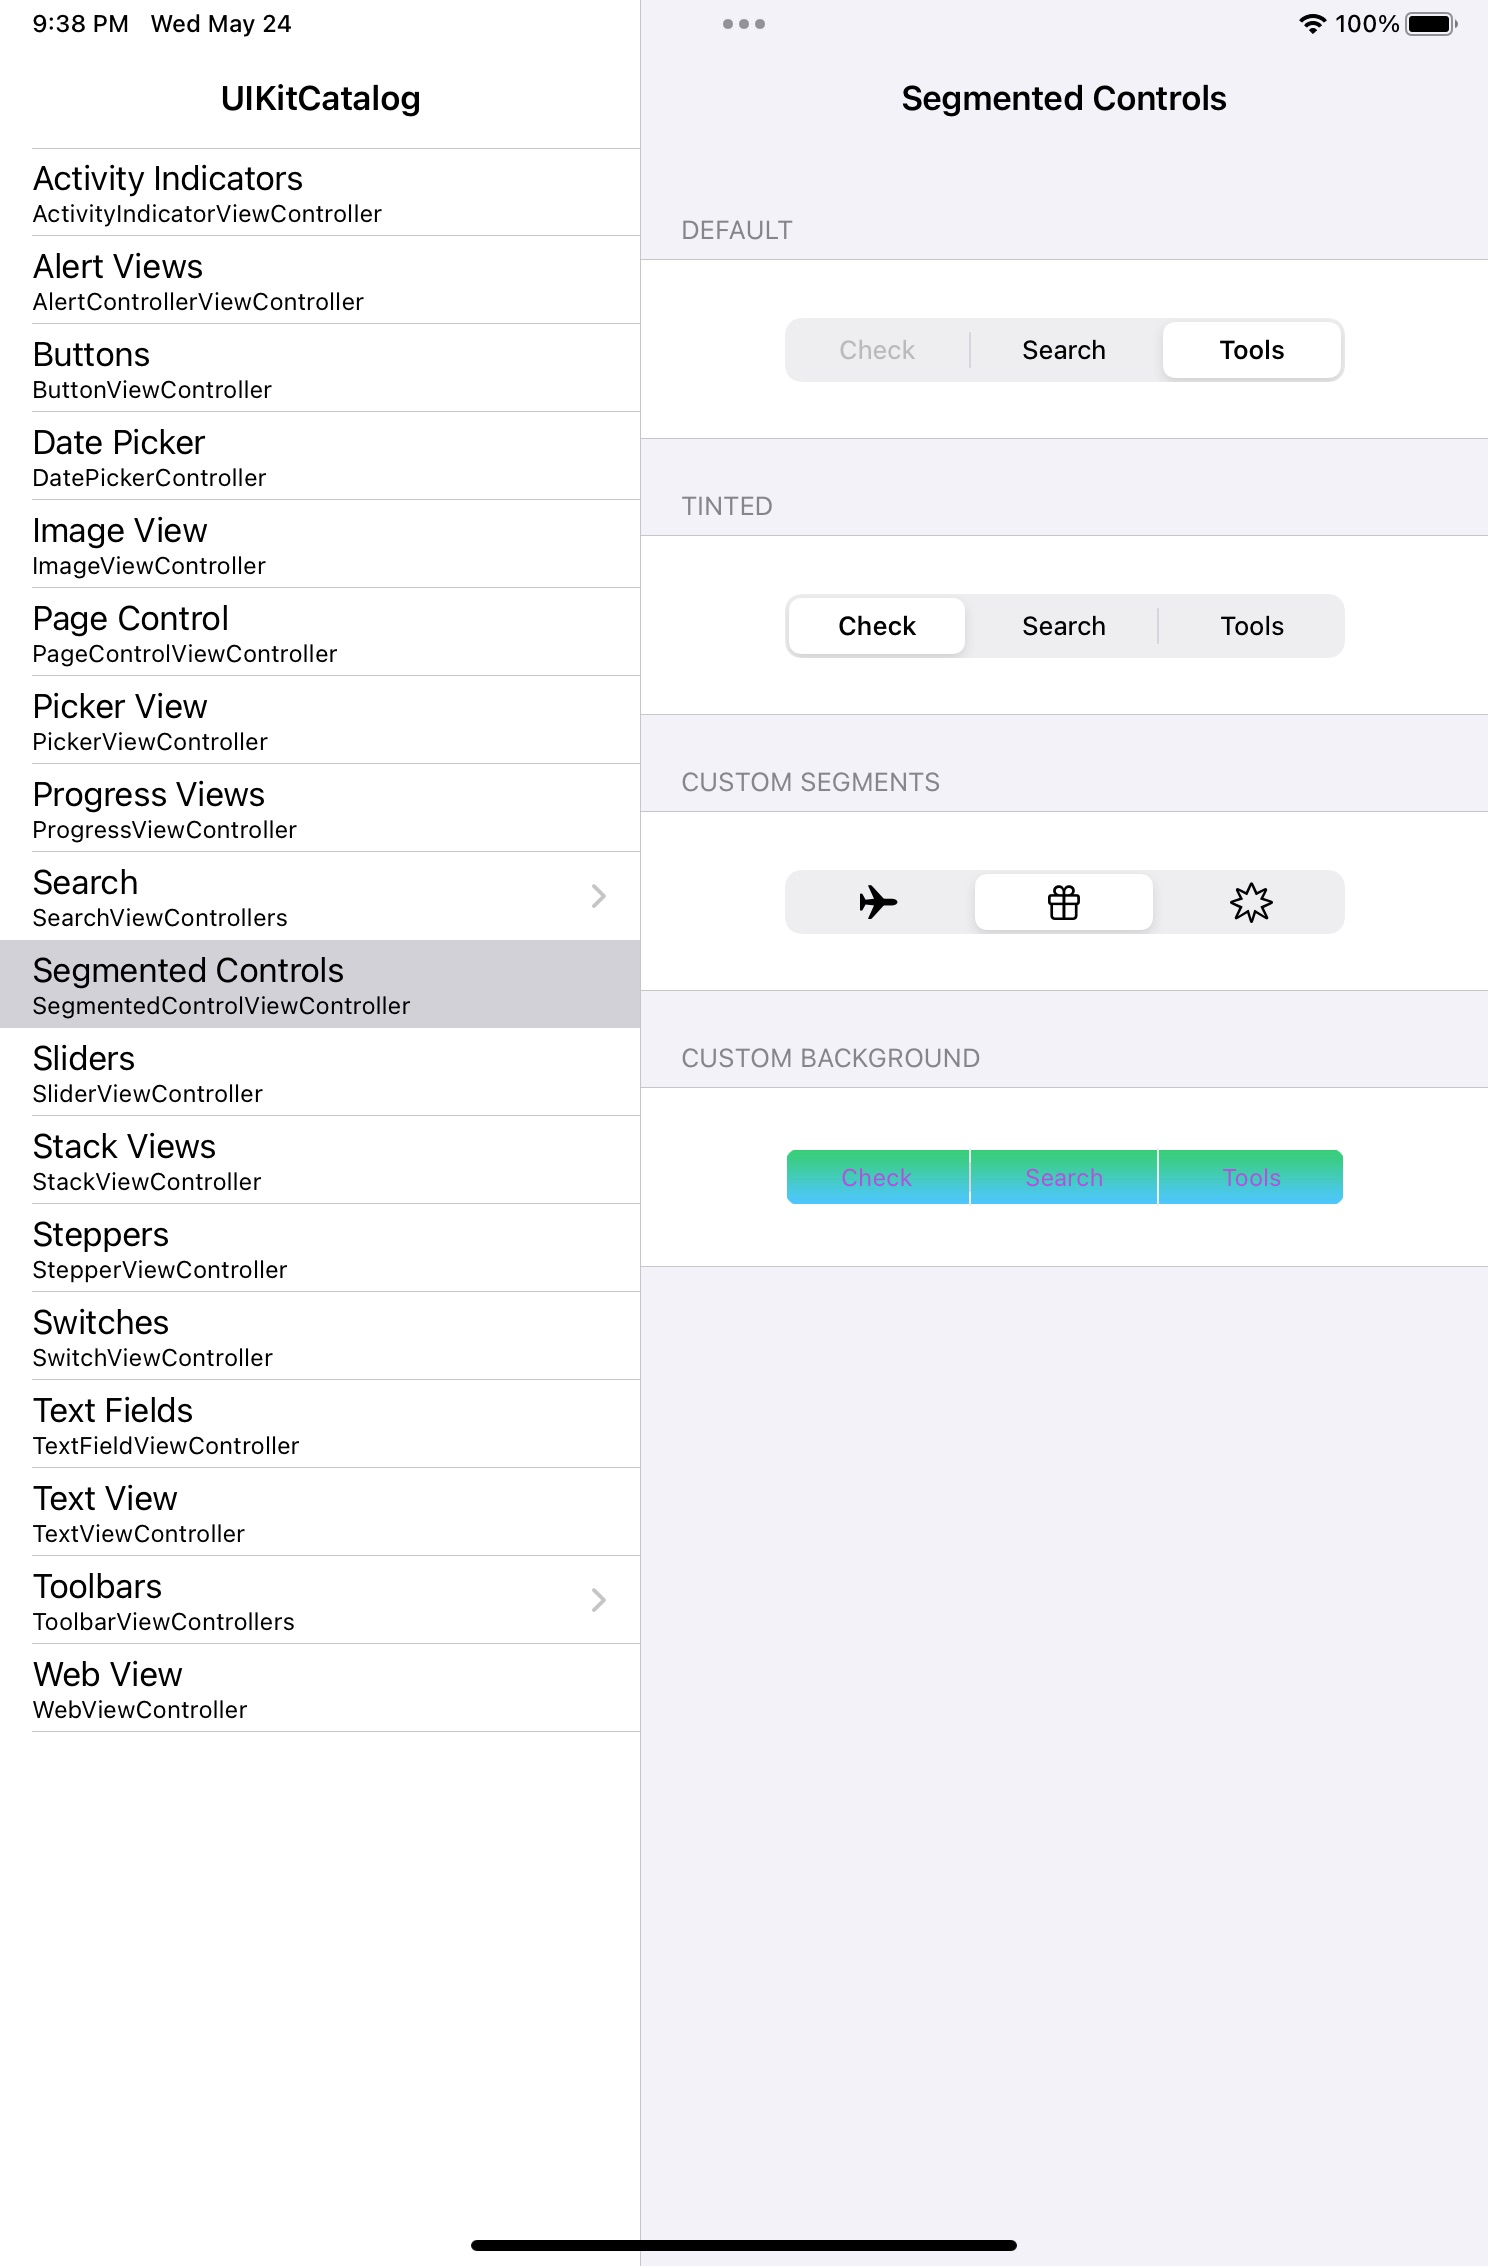 9:38 PM Wed May 24
100%
UIKitCatalog
Activity Indicators
ActivityIndicatorViewController
Alert Views
AlertControllerViewController
Buttons
ButtonViewController
Date Picker
DatePickerController
Image View
ImageViewController
Page Control
PageControlViewController
Picker View
PickerViewController
Progress Views
ProgressViewController
Search
SearchViewControllers
Segmented Controls
SegmentedControlViewController
Sliders
SliderViewController
Stack Views
StackViewController
Steppers
StepperViewController
Switches
SwitchViewController
Text Fields
TextFieldViewController
Text View
TextViewController
Toolbars
ToolbarViewControllers
Web View
WebViewController
Segmented Controls
DEFAULT
Check Search Tools
TINTED
Check Search Tools
CUSTOM SEGMENTS
CUSTOM BACKGROUND
Check Search Tools